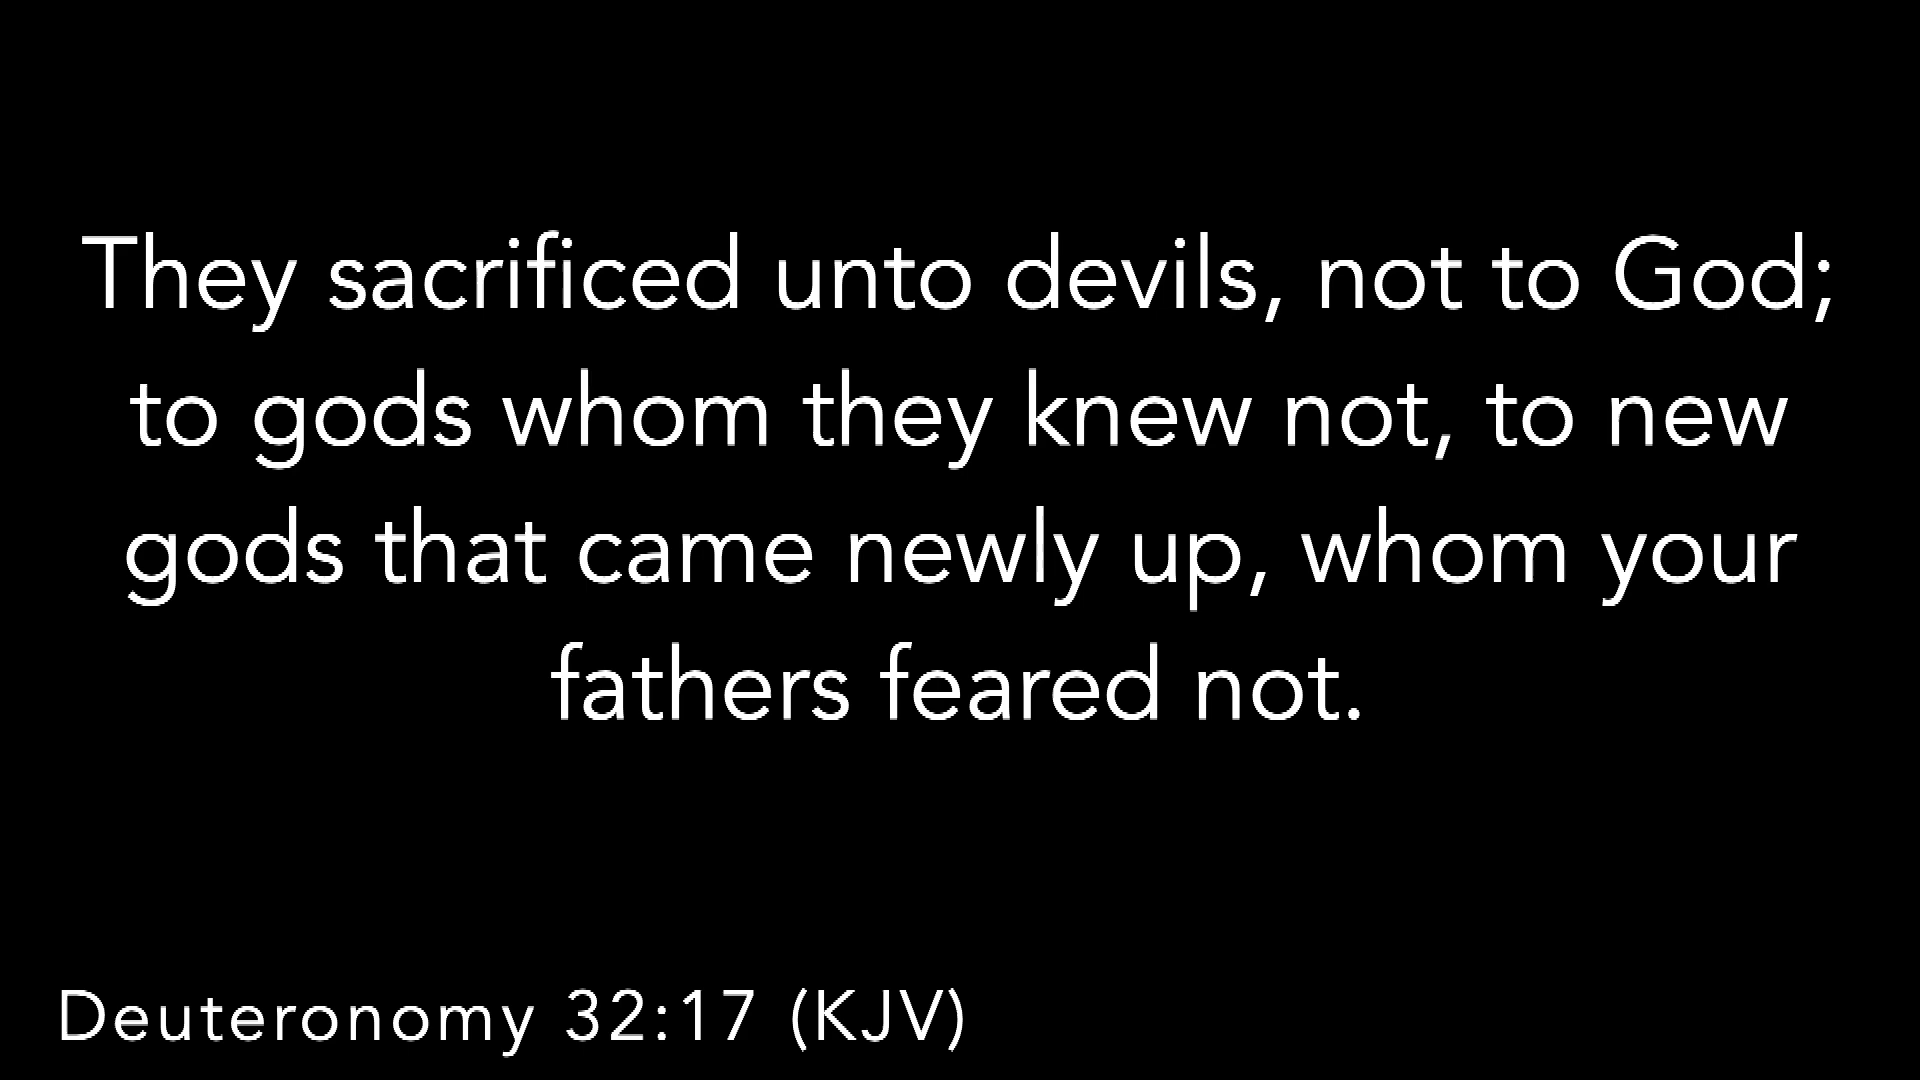 They sacrificed unto devils, not to God;
to gods whom they knew not, to new
gods that came newly up, whom your
fathers feared not.
Deuteronomy 32:17 (KJV)